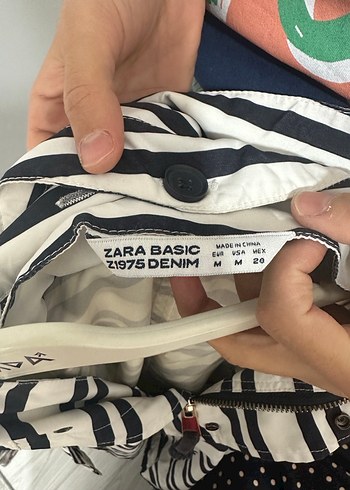 ZARA BASIC
Z1975 DENIM
MADE IN CHINA
EUR USA MEX
M M 20